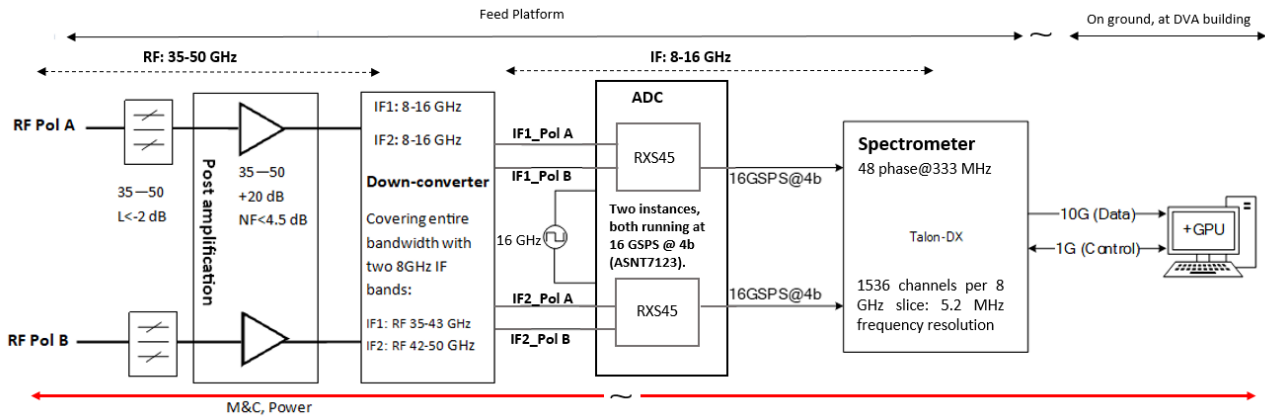 Feed Platform
On ground, at DVA building
RF: 35-50 GHz
IF: 8-16 GHz
RF Pol A
35—50
L<-2 dB
RF Pol B
Post amplification
35—50
+20 dB
NF<4.5 dB
IF1: 8-16 GHz
IF2: 8-16 GHz
Down-converter
Covering entire
bandwidth with
two 8GHz IF
bands:
IF1: RF 35-43 GHz
IF2: RF 42-50 GHz
IF1_Pol A
IF1_Pol B
16 GHz
IF2_Pol A
IF2_Pol B
ADC
RXS45
Two instances,
both running at
16 GSPS @ 4b
(ASNT7123).
RXS45
16GSPS@4b
16GSPS@4b
Spectrometer
48 phase@333 MHz
Talon-DX
1536 channels per 8
GHz slice: 5.2 MHz
frequency resolution
10G (Data)
1G (Control)
+GPU
M&C, Power